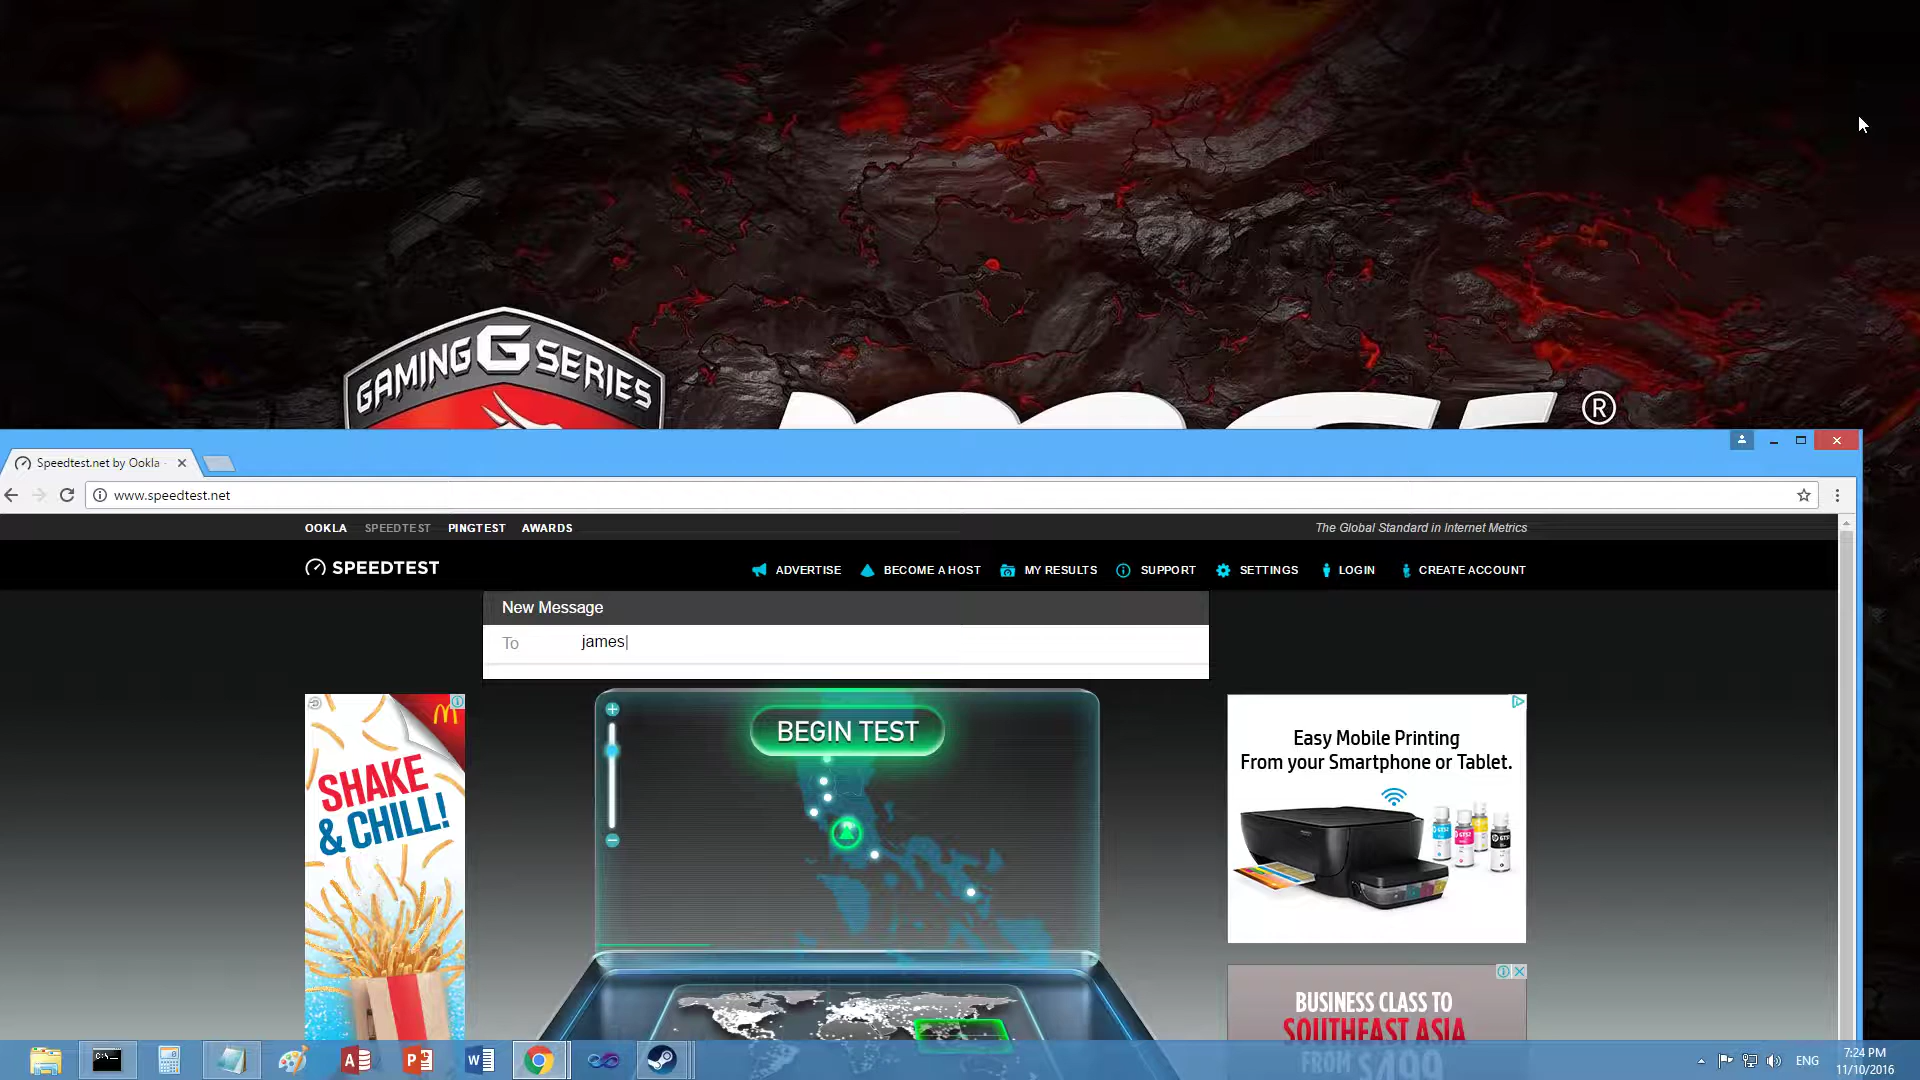 GAMING G SERIES
msi ®
Speedtest.net by Ookla
www.speedtest.net
OOKLA SPEEDTEST PINGTEST AWARDS
The Global Standard in Internet Metrics
SPEEDTEST
ADVERTISE BECOME A HOST MY RESULTS SUPPORT SETTINGS LOGIN CREATE ACCOUNT
New Message
To james
BEGIN TEST
SHAKE
& CHILL!
Easy Mobile Printing
From your Smartphone or Tablet.
BUSINESS CLASS TO
SOUTHEAST ASIA
FROM $499
C:\_
ENG
7:24 PM
11/10/2016